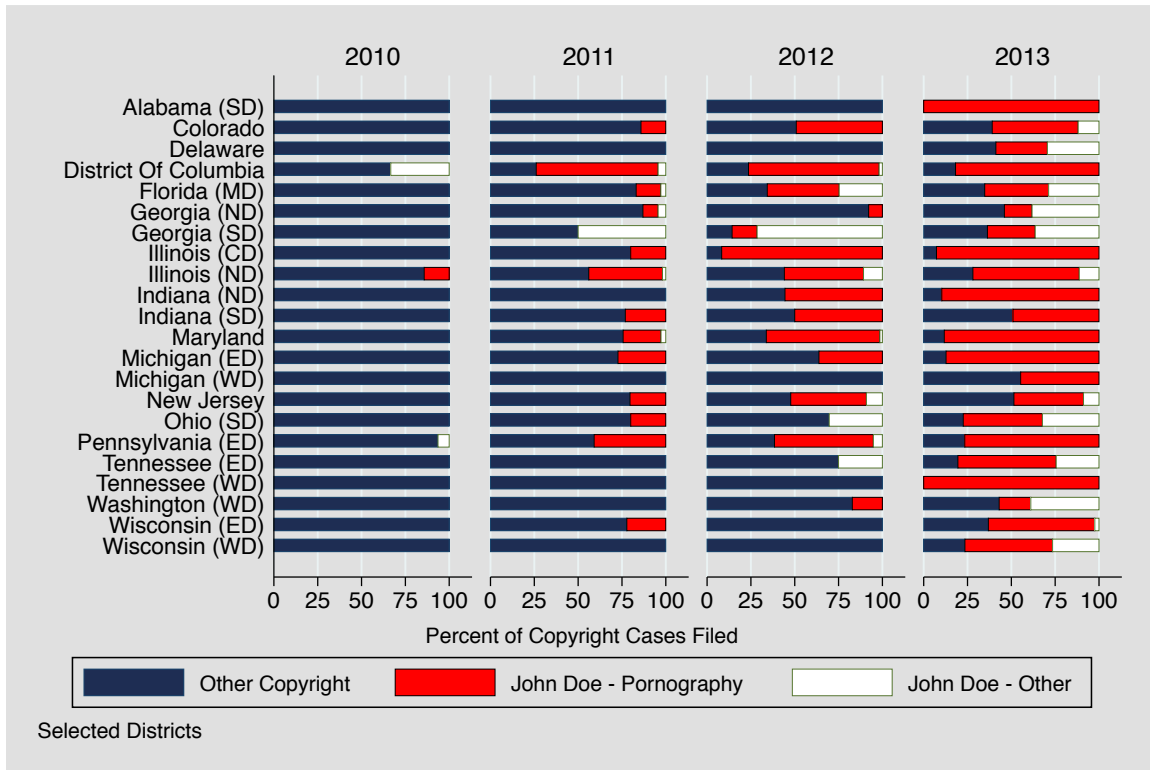 2010 2011 2012 2013
Alabama (SD)
Colorado
Delaware
District Of Columbia
Florida (MD)
Georgia (ND)
Georgia (SD)
Illinois (CD)
Illinois (ND)
Indiana (ND)
Indiana (SD)
Maryland
Michigan (ED)
Michigan (WD)
New Jersey
Ohio (SD)
Pennsylvania (ED)
Tennessee (ED)
Tennessee (WD)
Washington (WD)
Wisconsin (ED)
Wisconsin (WD)
0 25 50 75 100 0 25 50 75 100 0 25 50 75 100 0 25 50 75 100
Percent of Copyright Cases Filed
Other Copyright John Doe - Pornography John Doe - Other
Selected Districts